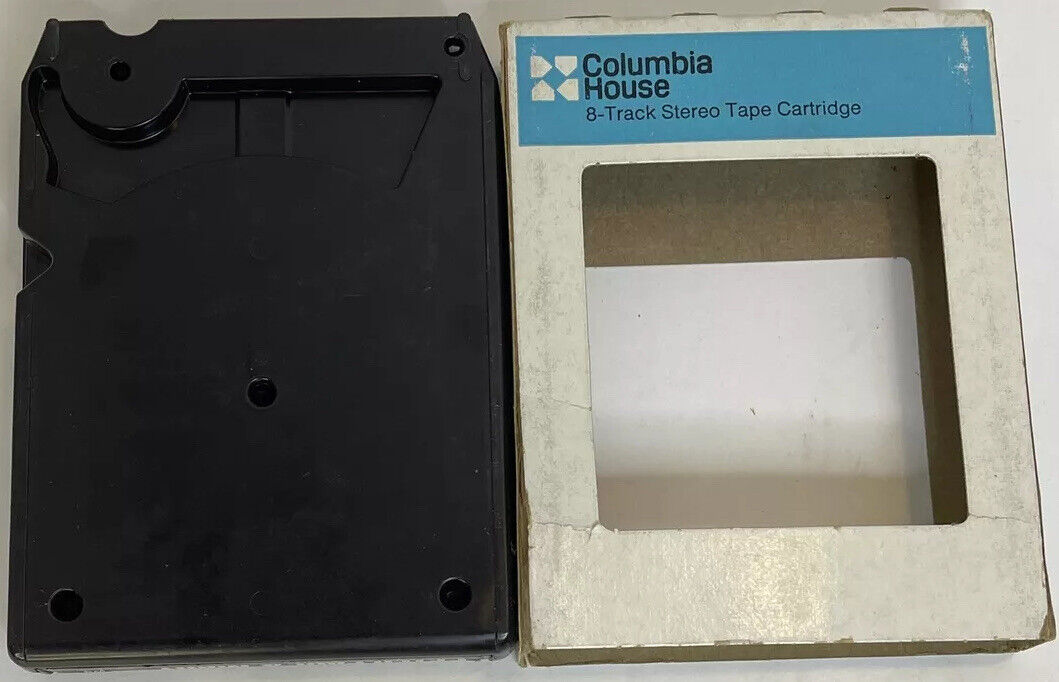 Columbia
House
8-Track Stereo Tape Cartridge